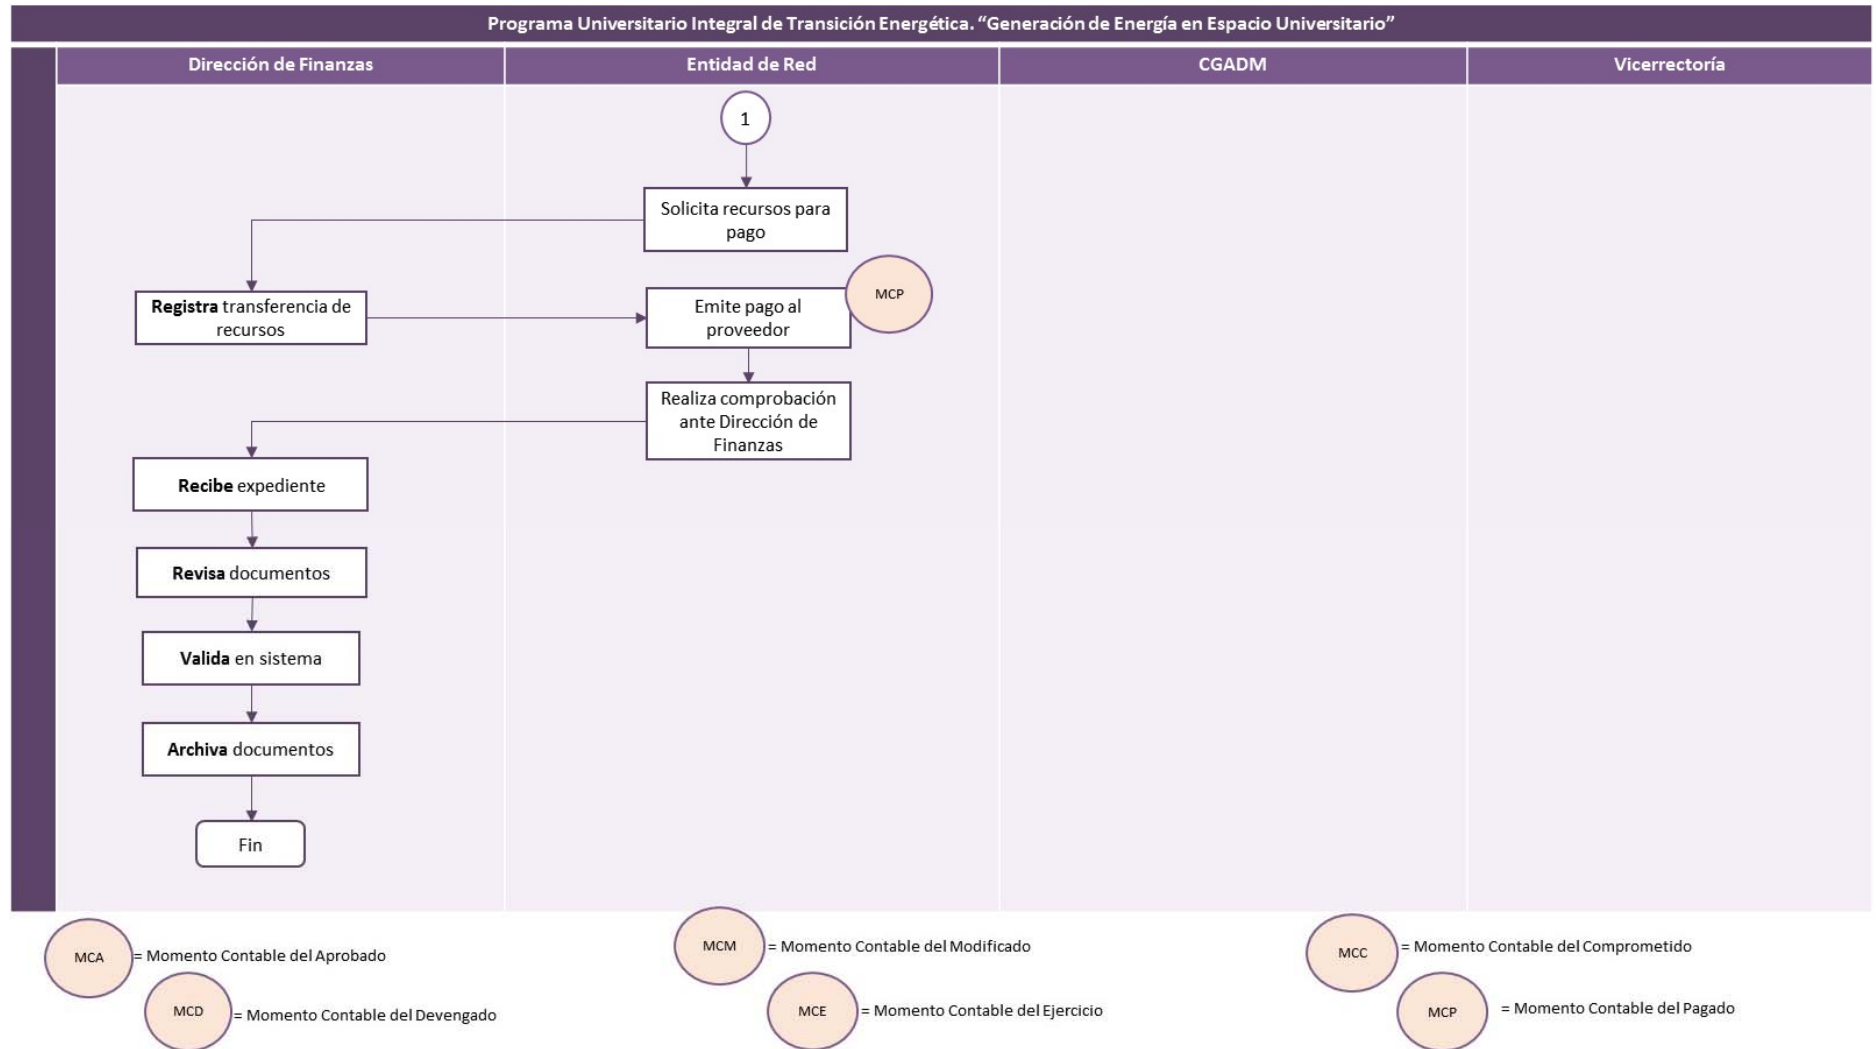 Programa Universitario Integral de Transición Energética. “Generación de Energía en Espacio Universitario”
Dirección de Finanzas
Entidad de Red
CGADM
Vicerrectoría
1
Solicita recursos para
pago
Registra transferencia de
recursos
Emite pago al
proveedor
MCP
Realiza comprobación
ante Dirección de
Finanzas
Recibe expediente
Revisa documentos
Valida en sistema
Archiva documentos
Fin
MCA = Momento Contable del Aprobado
MCM = Momento Contable del Modificado
MCC = Momento Contable del Comprometido
MCD = Momento Contable del Devengado
MCE = Momento Contable del Ejercicio
MCP = Momento Contable del Pagado